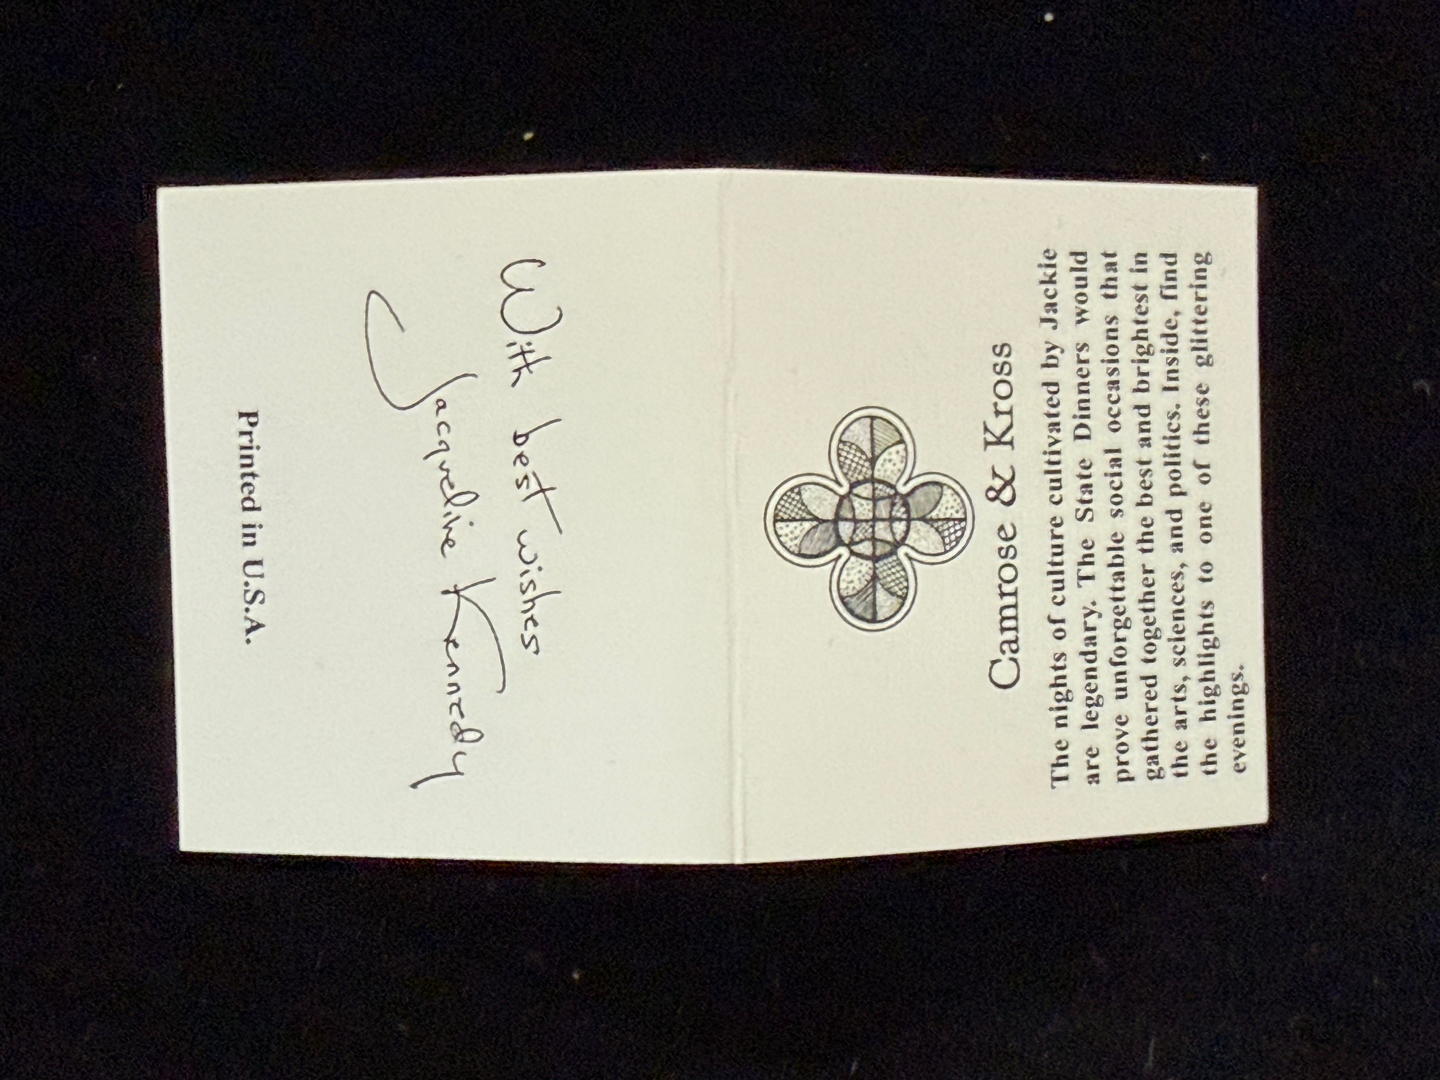 Camrose & Kross
The nights of culture cultivated by Jackie
are legendary. The State Dinners would
prove unforgettable social occasions that
gathered together the best and brightest in
the arts, sciences, and politics. Inside, find
the highlights to one of these glittering
evenings.
With best wishes
Jacqueline Kennedy
Printed in U.S.A.